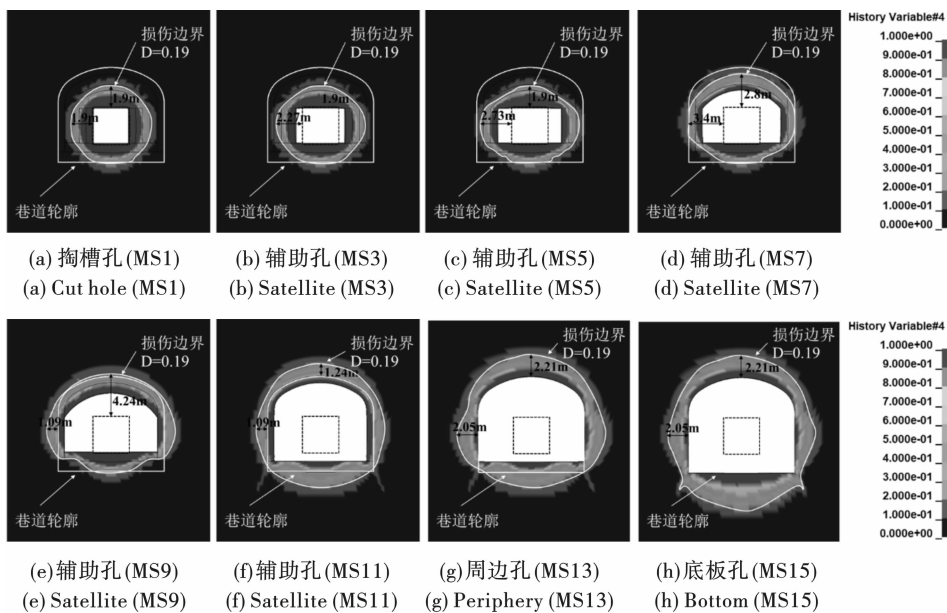 损伤边界
D=0.19
1.9m
1.9m
巷道轮廓
损伤边界
D=0.19
1.9m
2.27m
巷道轮廓
损伤边界
D=0.19
1.9m
2.73m
巷道轮廓
损伤边界
D=0.19
2.8m
3.4m
巷道轮廓
History Variable#4
1.000e+00
9.000e-01
8.000e-01
7.000e-01
6.000e-01
5.000e-01
4.000e-01
3.000e-01
2.000e-01
1.000e-01
0.000e+00
(a) 掏槽孔(MS1)
(a) Cut hole (MS1)
(b) 辅助孔(MS3)
(b) Satellite (MS3)
(c) 辅助孔(MS5)
(c) Satellite (MS5)
(d) 辅助孔(MS7)
(d) Satellite (MS7)
损伤边界
D=0.19
4.24m
1.09m
巷道轮廓
损伤边界
D=0.19
1.24m
1.09m
巷道轮廓
损伤边界
D=0.19
2.21m
2.05m
巷道轮廓
损伤边界
D=0.19
2.21m
2.05m
巷道轮廓
History Variable#4
1.000e+00
9.000e-01
8.000e-01
7.000e-01
6.000e-01
5.000e-01
4.000e-01
3.000e-01
2.000e-01
1.000e-01
0.000e+00
(e)辅助孔(MS9)
(e) Satellite (MS9)
(f)辅助孔(MS11)
(f) Satellite (MS11)
(g)周边孔(MS13)
(g) Periphery (MS13)
(h)底板孔(MS15)
(h) Bottom (MS15)